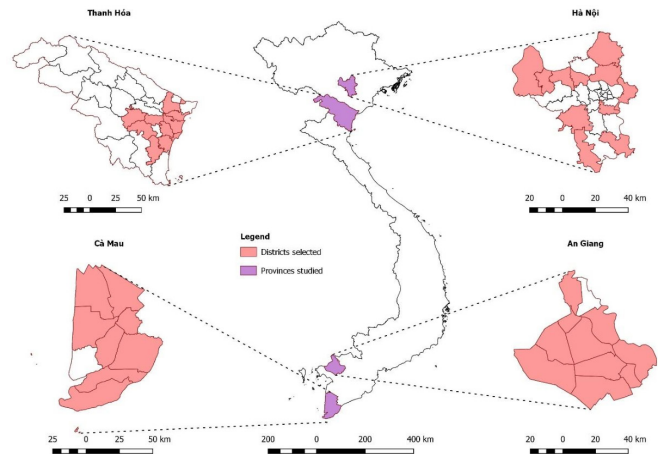 Thanh Hóa
Hà Nội
25 0 25 50 km
20 0 20 40 km
Cà Mau
Legend
Districts selected
Provinces studied
An Giang
25 0 25 50 km
200 0 200 400 km
20 0 20 40 km